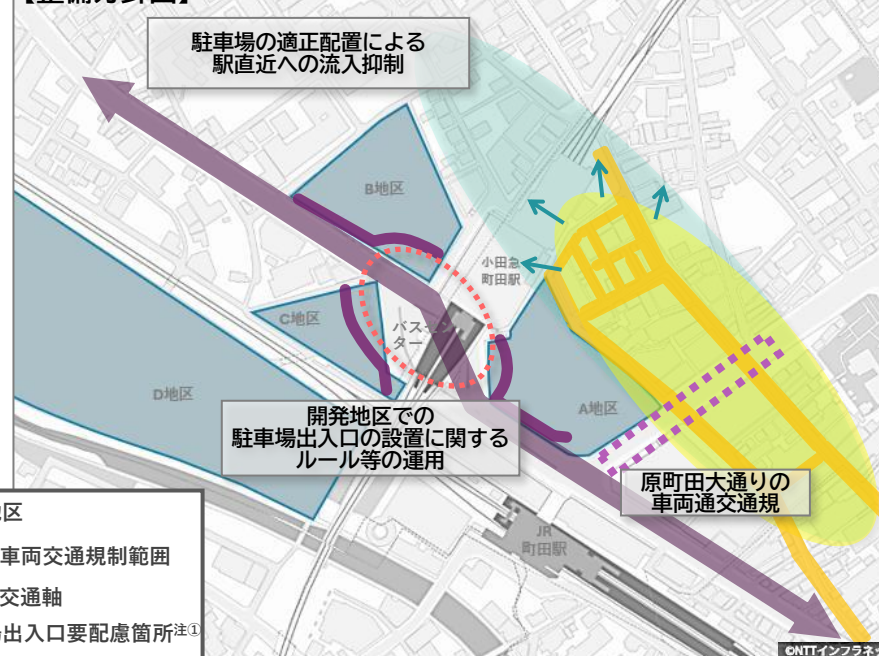 駐車場の適正配置による
駅直近への流入抑制
B地区
小田急
町田駅
C地区
バスセン
ター
D地区
A地区
開発地区での
駐車場出入口の設置に関する
ルール等の運用
原町田大通りの
車両通交通規
JR
町田駅
区
車両交通規制範囲
交通軸
出入口要配慮箇所注①
©NTTインフラネッ